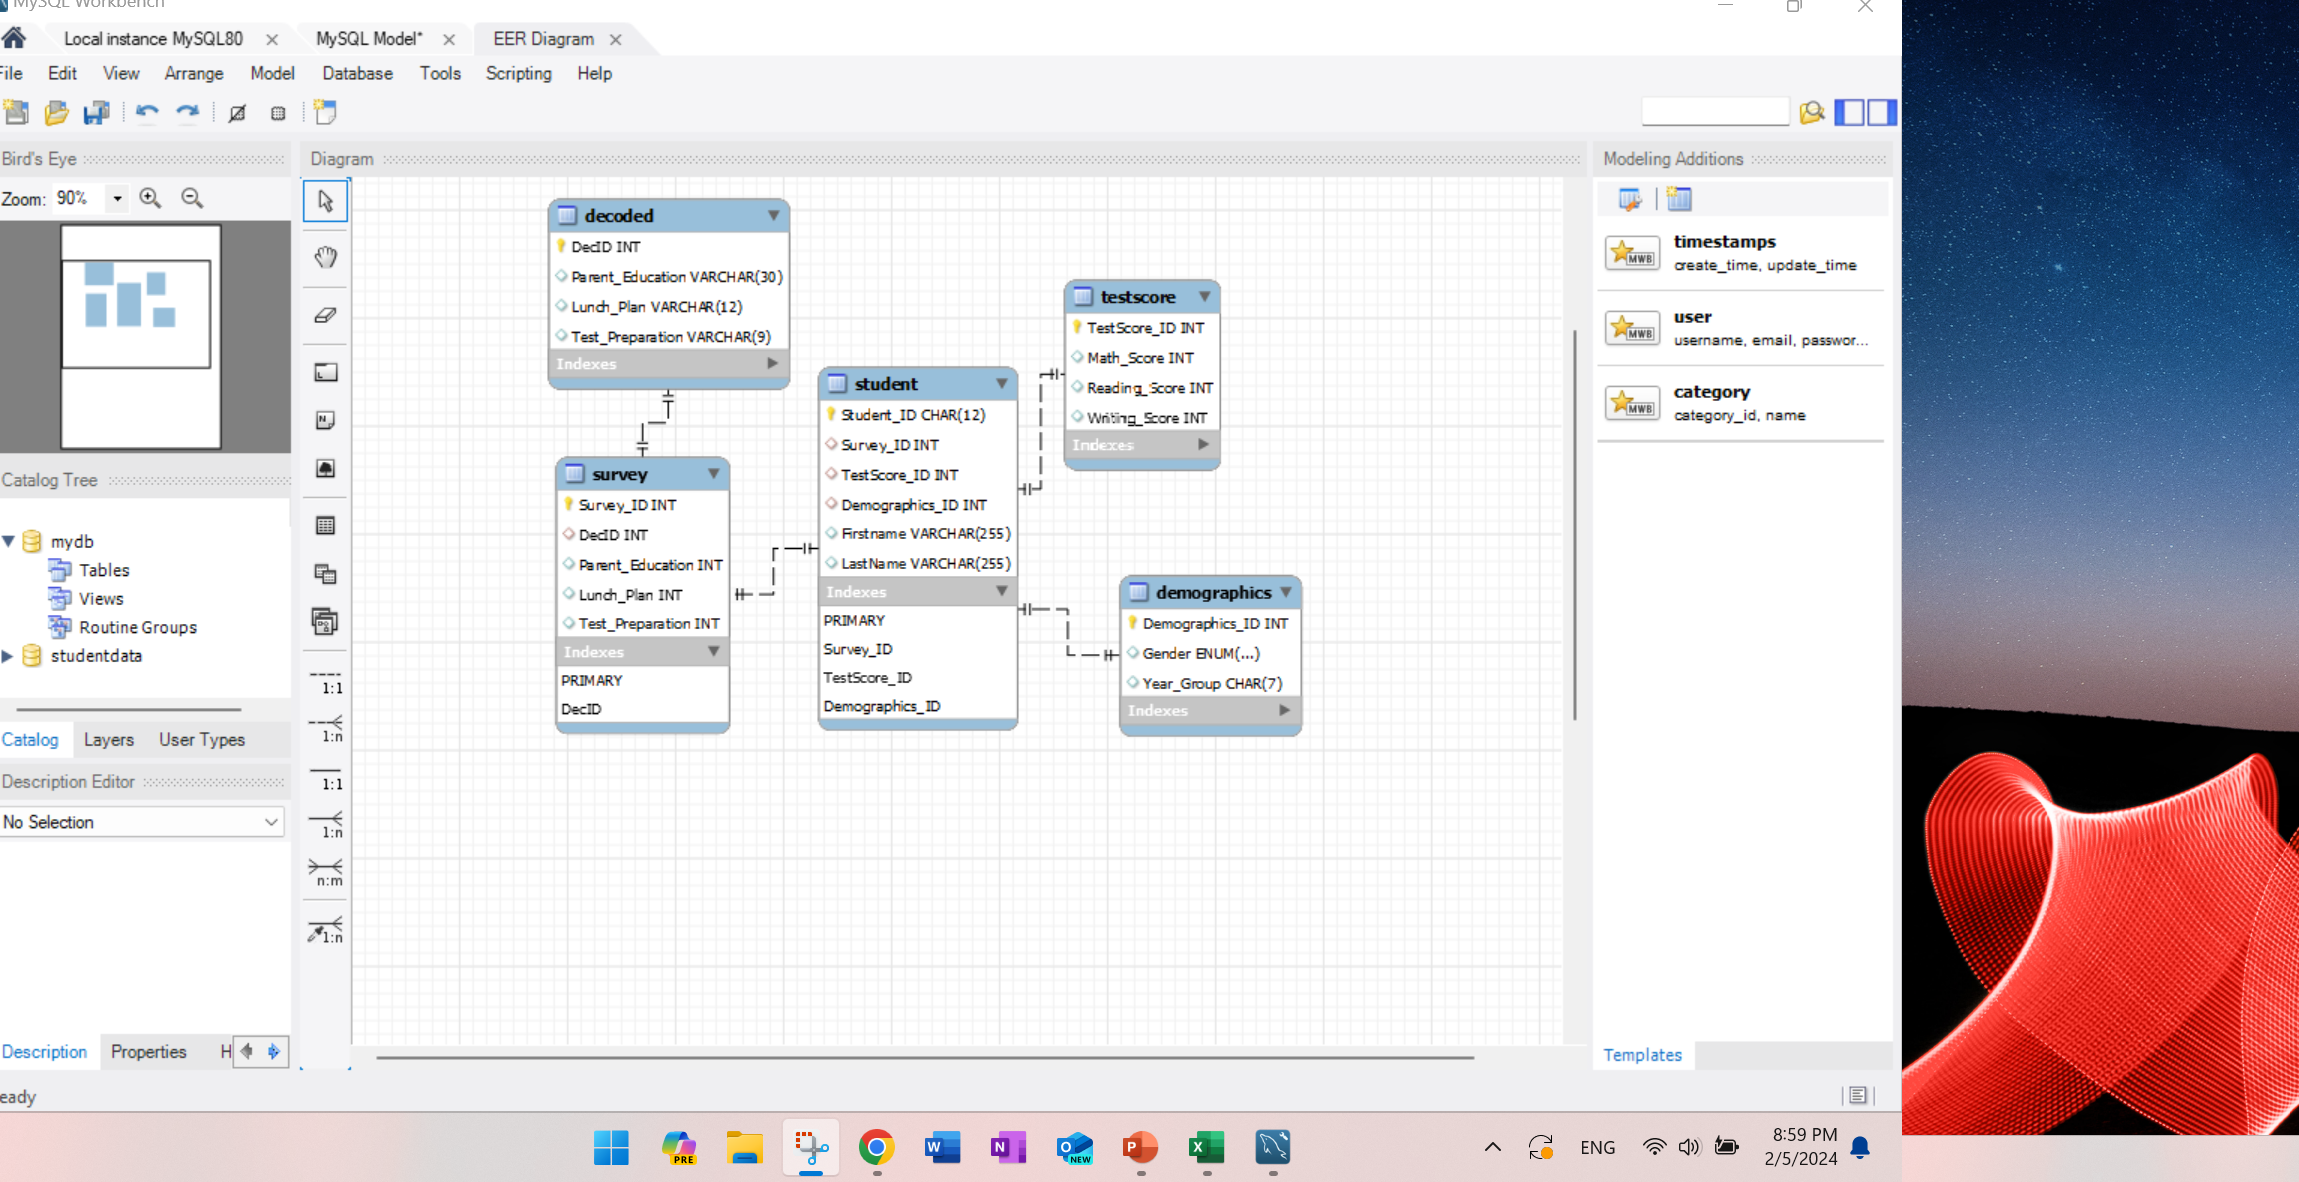 MySQL Workbench
Local instance MySQL80
MySQL Model*
EER Diagram
File Edit View Arrange Model Database Tools Scripting Help
Bird's Eye
Diagram
Modeling Additions
Zoom: 90%
timestamps
create_time, update_time
user
username, email, passwor...
category
category_id, name
MWB
MWB
MWB
decoded
DecID INT
Parent_Education VARCHAR(30)
Lunch_Plan VARCHAR(12)
Test_Preparation VARCHAR(9)
Indexes
testscore
TestScore_ID INT
Math_Score INT
Reading_Score INT
Writing_Score INT
Indexes
student
Student_ID CHAR(12)
Survey_ID INT
TestScore_ID INT
Demographics_ID INT
Firstname VARCHAR(255)
LastName VARCHAR(255)
Indexes
PRIMARY
Survey_ID
TestScore_ID
Demographics_ID
survey
Survey_ID INT
DecID INT
Parent_Education INT
Lunch_Plan INT
Test_Preparation INT
Indexes
PRIMARY
DecID
demographics
Demographics_ID INT
Gender ENUM(...)
Year_Group CHAR(7)
Indexes
Catalog Tree
mydb
Tables
Views
Routine Groups
studentdata
Catalog Layers User Types
Description Editor
No Selection
1:1
1:n
1:1
1:n
n:m
1:n
Description Properties H
Templates
eady
PRE
W
N
O
NEW
P
X
ENG
8:59 PM
2/5/2024